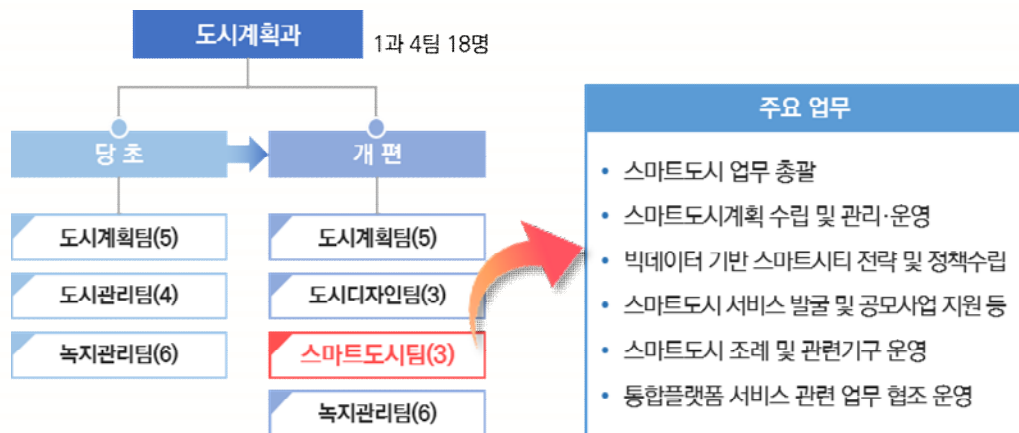 도시계획과
1과 4팀 18명
당 초
개 편
도시계획팀(5)
도시관리팀(4)
녹지관리팀(6)
도시계획팀(5)
도시디자인팀(3)
스마트도시팀(3)
녹지관리팀(6)
주요 업무
• 스마트도시 업무 총괄
• 스마트도시계획 수립 및 관리·운영
• 빅데이터 기반 스마트시티 전략 및 정책수립
• 스마트도시 서비스 발굴 및 공모사업 지원 등
• 스마트도시 조례 및 관련기구 운영
• 통합플랫폼 서비스 관련 업무 협조 운영